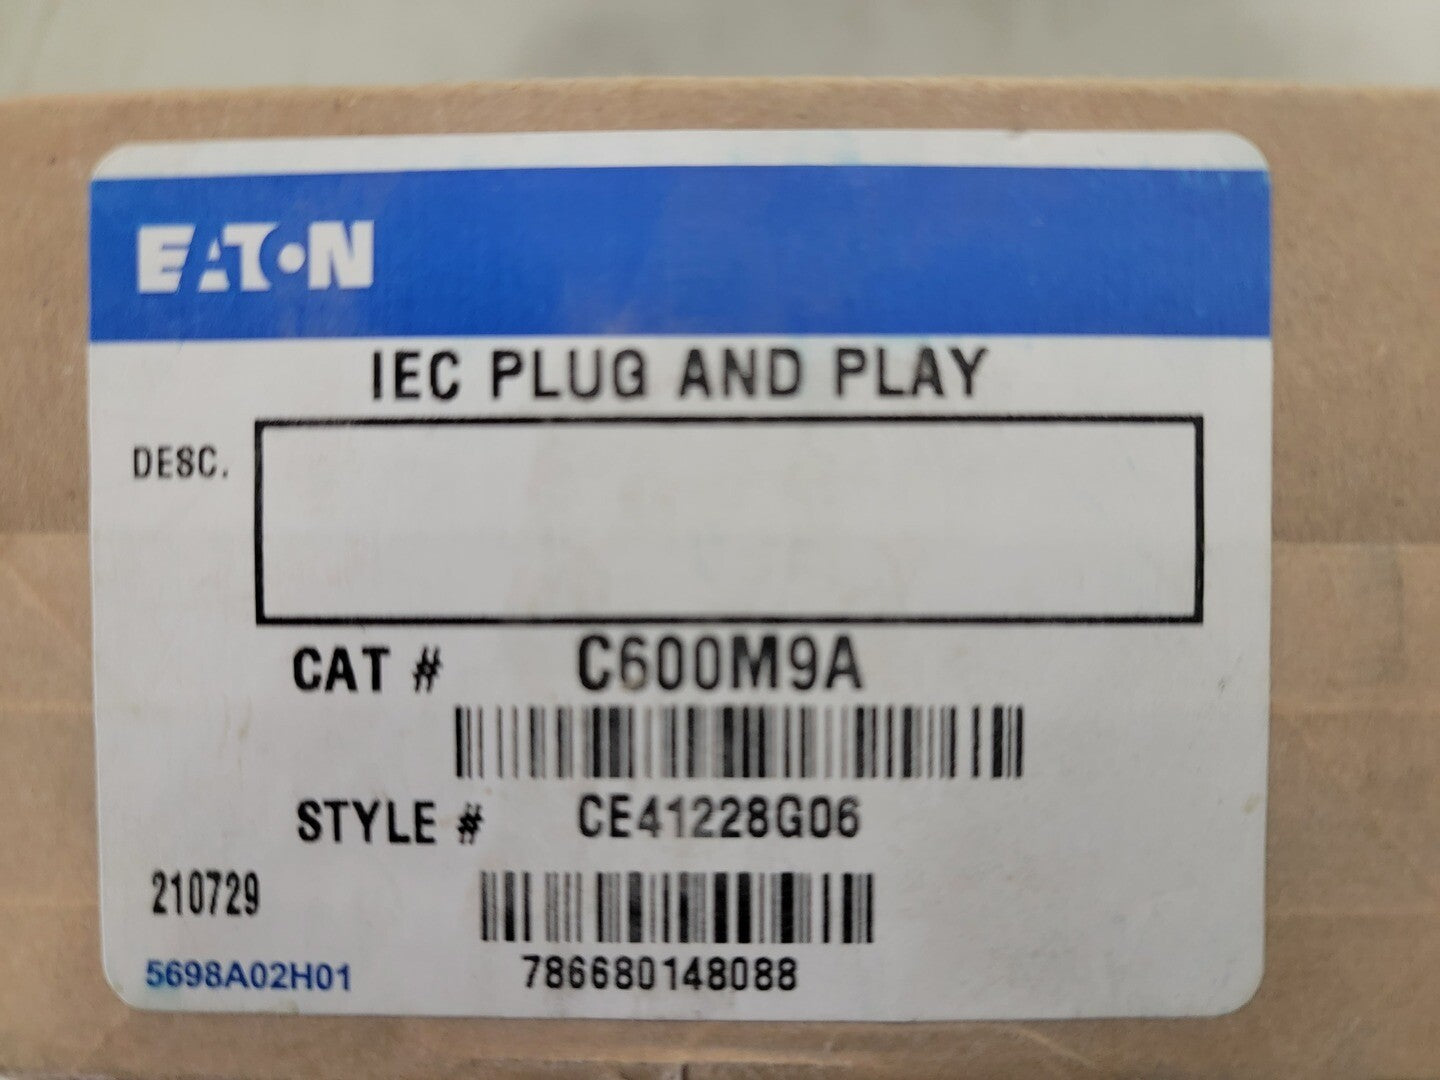 EATON
IEC PLUG AND PLAY
DESC.
CAT # C600M9A
STYLE # CE41228G06
210729
5698A02H01
786680148088